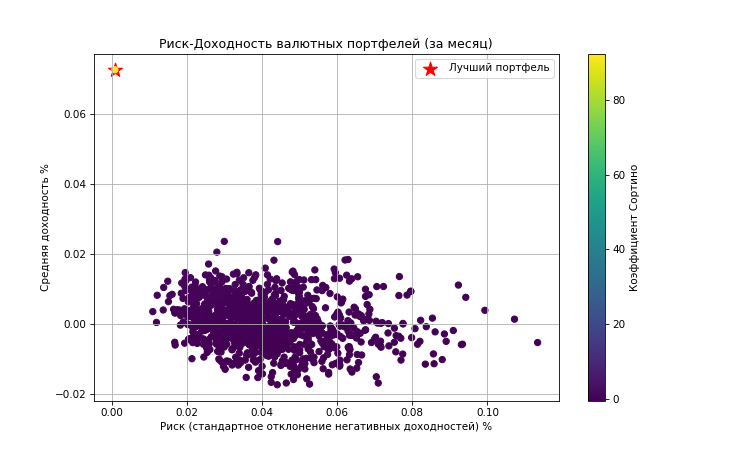 Риск-Доходность валютных портфелей (за месяц)
Лучший портфель
Средняя доходность %
0.06
0.04
0.02
0.00
−0.02
0.00 0.02 0.04 0.06 0.08 0.10
Риск (стандартное отклонение негативных доходностей) %
80
60
40
20
0
Коэффициент Сортино